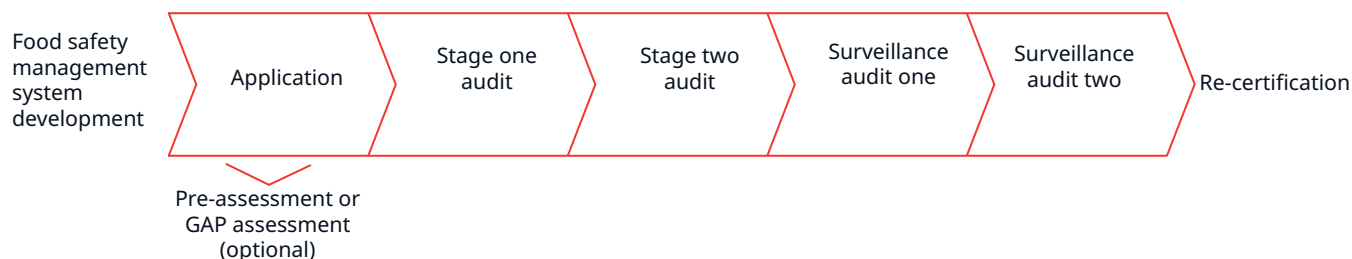 Food safety
management
system
development
Application
Stage one
audit
Stage two
audit
Surveillance
audit one
Surveillance
audit two
Re-certification
Pre-assessment or
GAP assessment
(optional)